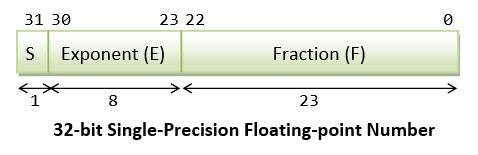 31 30 23 22 0
S Exponent (E) Fraction (F)
1 8 23
32-bit Single-Precision Floating-point Number